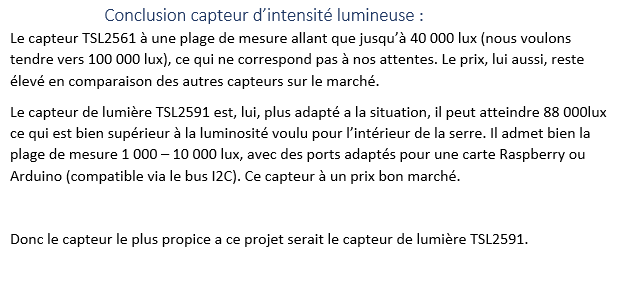 Conclusion capteur d’intensité lumineuse :
Le capteur TSL2561 à une plage de mesure allant que jusqu’à 40 000 lux (nous voulons
tendre vers 100 000 lux), ce qui ne correspond pas à nos attentes. Le prix, lui aussi, reste
élevé en comparaison des autres capteurs sur le marché.
Le capteur de lumière TSL2591 est, lui, plus adapté a la situation, il peut atteindre 88 000lux
ce qui est bien supérieur à la luminosité voulu pour l’intérieur de la serre. Il admet bien la
plage de mesure 1 000 – 10 000 lux, avec des ports adaptés pour une carte Raspberry ou
Arduino (compatible via le bus I2C). Ce capteur à un prix bon marché.
Donc le capteur le plus propice a ce projet serait le capteur de lumière TSL2591.